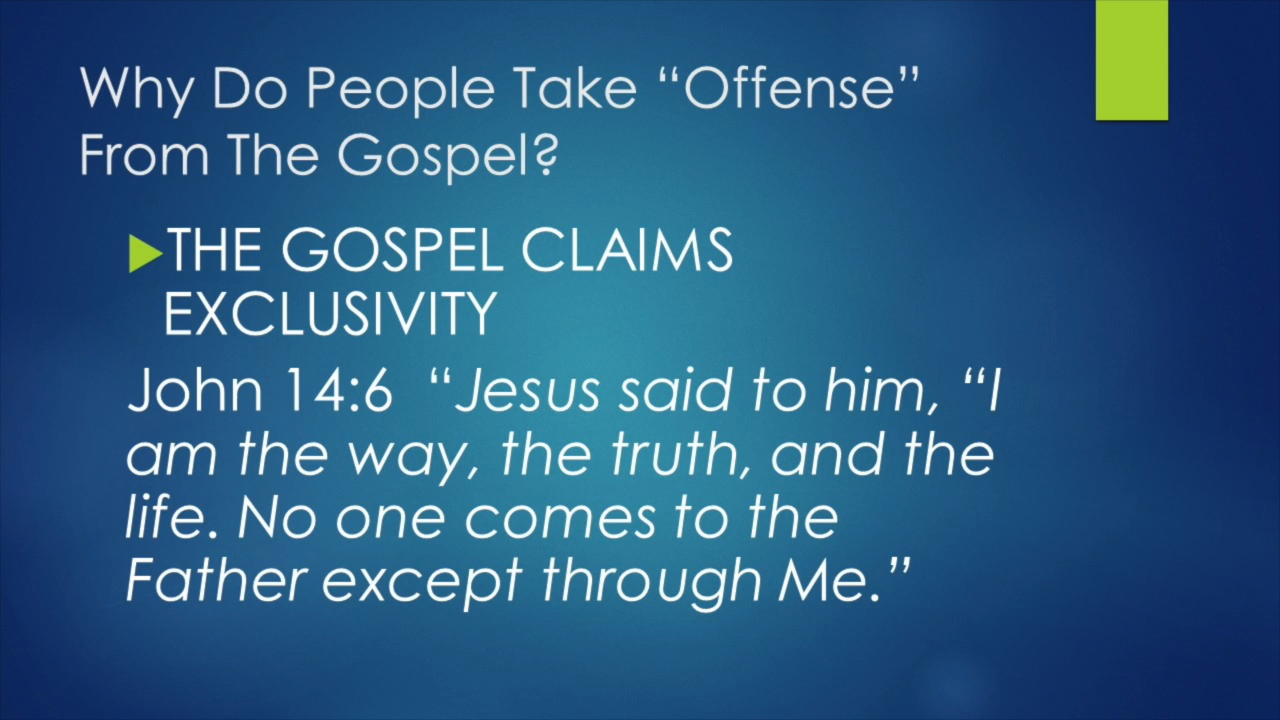 Why Do People Take “Offense”
From The Gospel?
THE GOSPEL CLAIMS
EXCLUSIVITY
John 14:6 “Jesus said to him, “I
am the way, the truth, and the
life. No one comes to the
Father except through Me.”